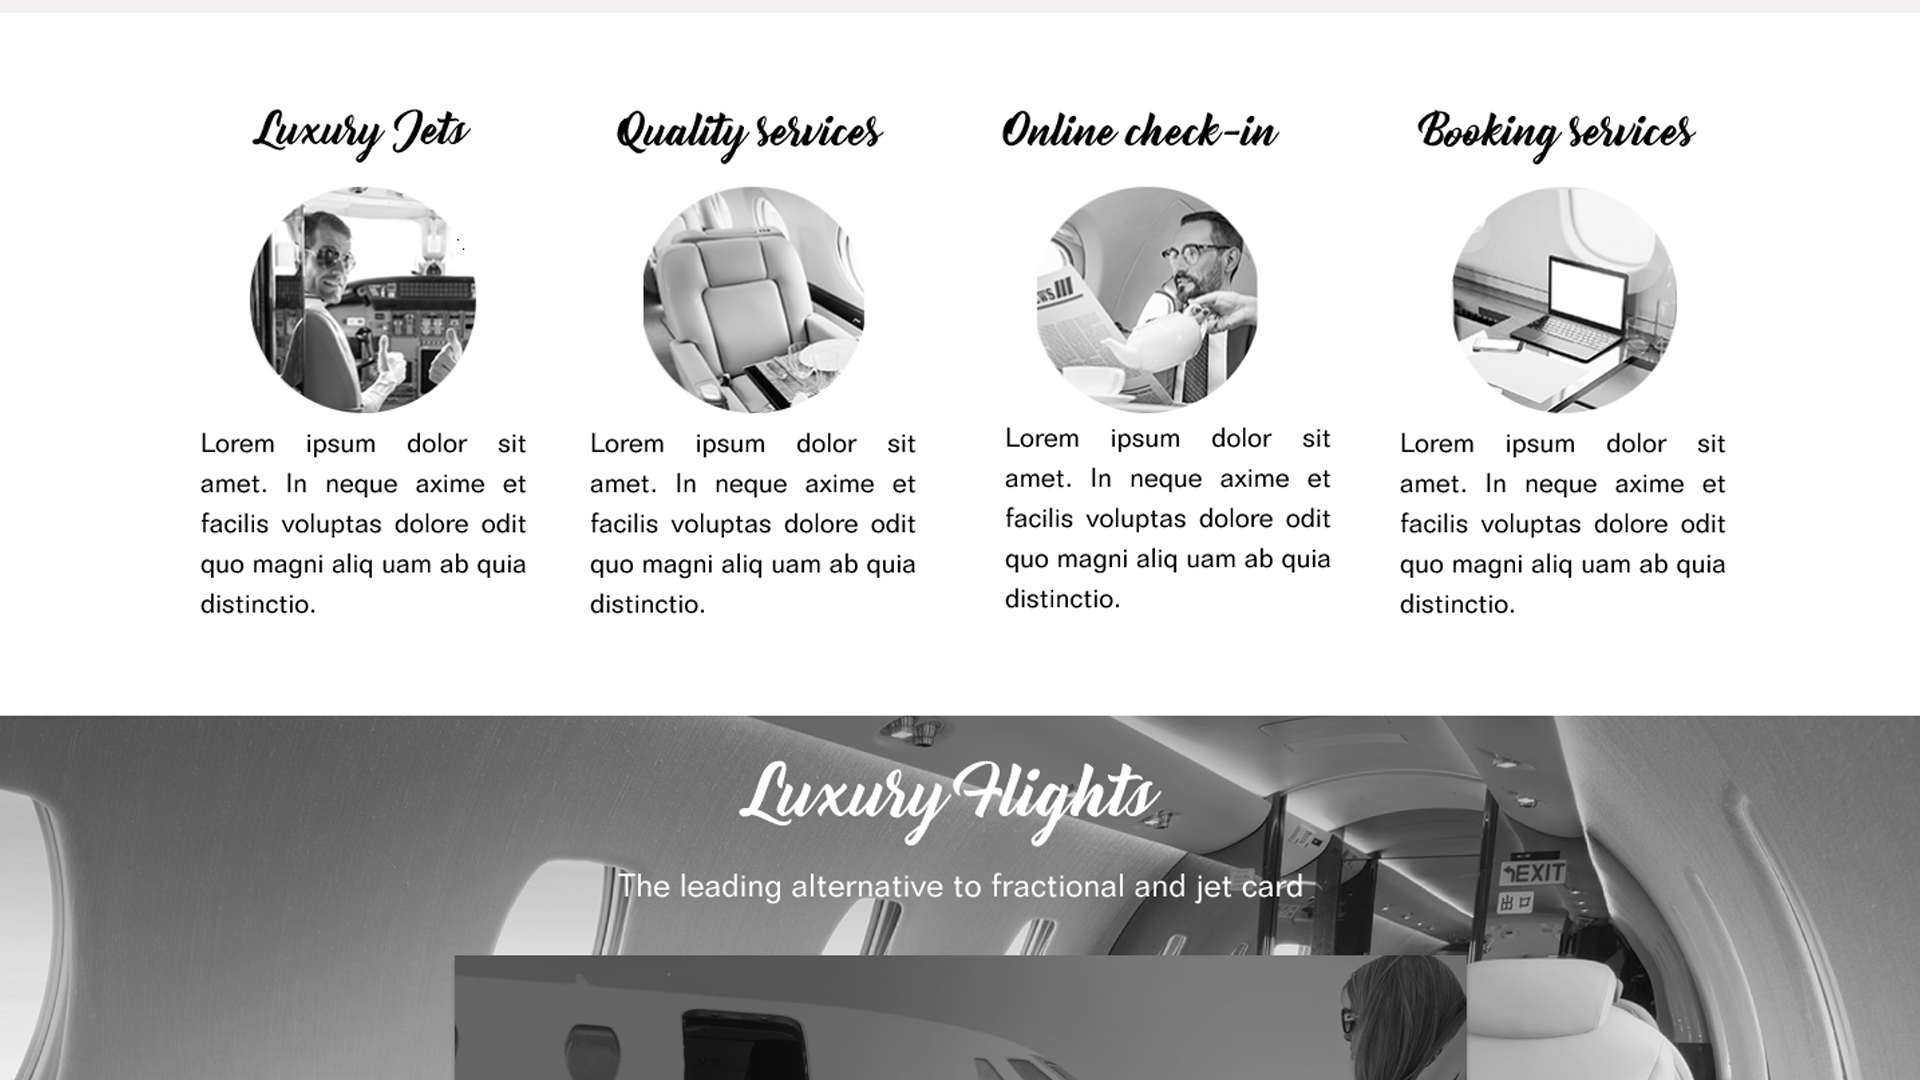 Luxury Jets
Quality services
Online check-in
Booking services
EWS
Lorem ipsum dolor sit
amet. In neque axime et
facilis voluptas dolore odit
quo magni aliq uam ab quia
distinctio.
Lorem ipsum dolor sit
amet. In neque axime et
facilis voluptas dolore odit
quo magni aliq uam ab quia
distinctio.
Lorem ipsum dolor sit
amet. In neque axime et
facilis voluptas dolore odit
quo magni aliq uam ab quia
distinctio.
Lorem ipsum dolor sit
amet. In neque axime et
facilis voluptas dolore odit
quo magni aliq uam ab quia
distinctio.
Luxury Flights
The leading alternative to fractional and jet card
EXIT
出口